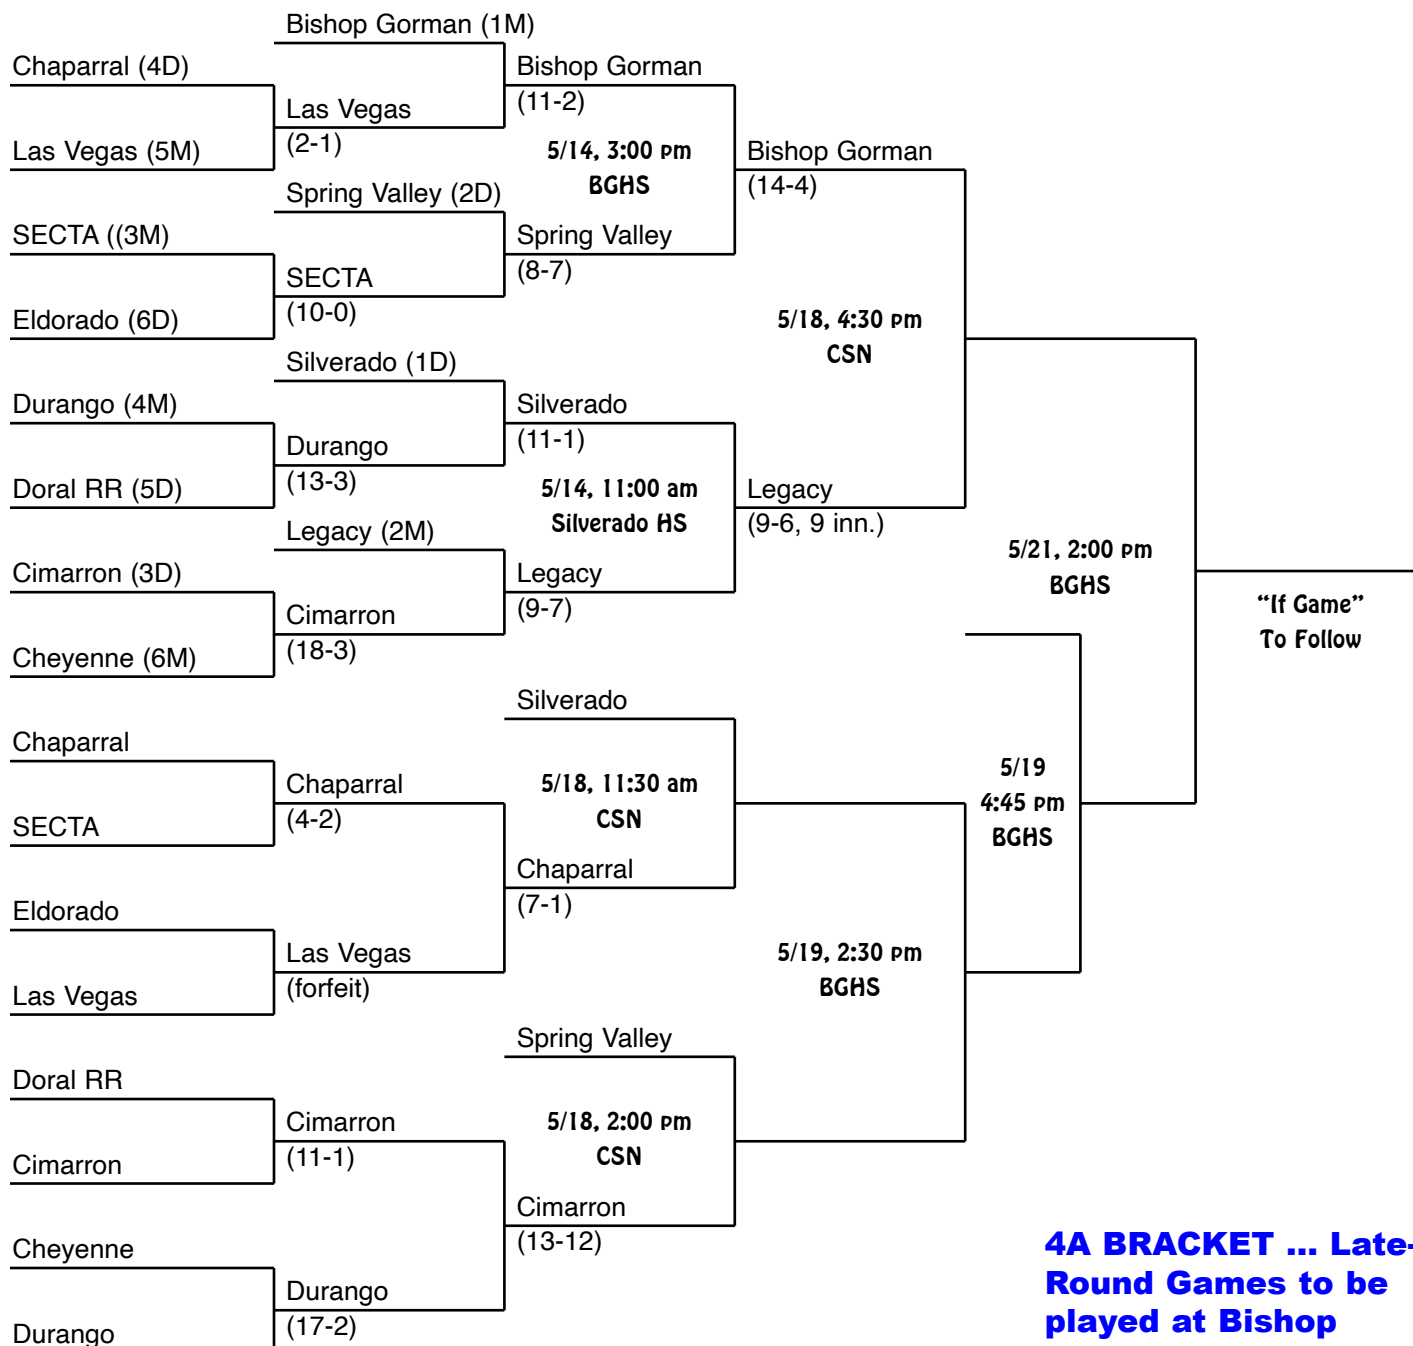 Bishop Gorman (1M)
Chaparral (4D)
Bishop Gorman
(11-2)
Las Vegas
(2-1)
Las Vegas (5M)
5/14, 3:00 pm
BGHS
Bishop Gorman
(14-4)
Spring Valley (2D)
SECTA ((3M)
Spring Valley
(8-7)
SECTA
(10-0)
Eldorado (6D)
5/18, 4:30 pm
CSN
Silverado (1D)
Durango (4M)
Silverado
(11-1)
Durango
(13-3)
Doral RR (5D)
5/14, 11:00 am
Silverado HS
Legacy
(9-6, 9 inn.)
Legacy (2M)
5/21, 2:00 pm
BGHS
Cimarron (3D)
Legacy
(9-7)
"If Game"
To Follow
Cimarron
(18-3)
Cheyenne (6M)
Silverado
Chaparral
Chaparral
(4-2)
5/18, 11:30 am
CSN
5/19
4:45 pm
BGHS
SECTA
Chaparral
(7-1)
Eldorado
Las Vegas
(forfeit)
5/19, 2:30 pm
BGHS
Las Vegas
Spring Valley
Doral RR
Cimarron
(11-1)
5/18, 2:00 pm
CSN
Cimarron
Cimarron
(13-12)
Cheyenne
Durango
(17-2)
Durango
4A BRACKET ... Late-
Round Games to be
played at Bishop